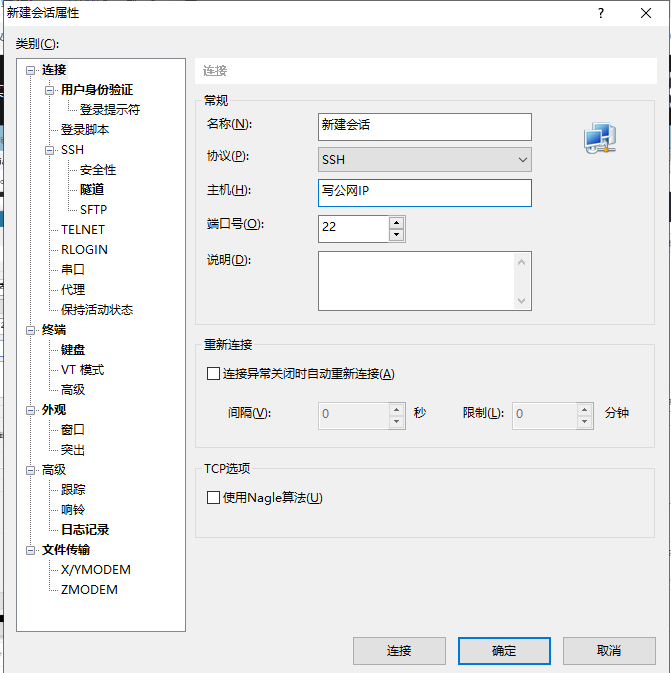 新建会话属性
?
类别(C):
连接
用户身份验证
登录提示符
登录脚本
SSH
安全性
隧道
SFTP
TELNET
RLOGIN
串口
代理
保持活动状态
终端
键盘
VT 模式
高级
外观
窗口
突出
高级
跟踪
响铃
日志记录
文件传输
X/YMODEM
ZMODEM
连接
常规
名称(N): 新建会话
协议(P): SSH
主机(H): 写公网IP
端口号(O): 22
说明(D):
重新连接
连接异常关闭时自动重新连接(A)
间隔(V): 0 秒 限制(L): 0 分钟
TCP选项
使用Nagle算法(U)
连接 确定 取消